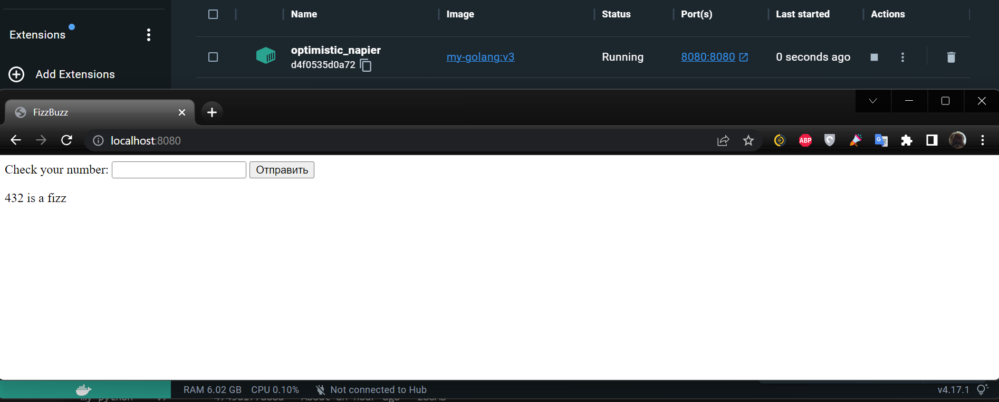 Name Image Status Port(s) Last started Actions
Extensions
optimistic_napier
d4f0535d0a72
my-golang:v3 Running 8080:8080 0 seconds ago
Add Extensions
FizzBuzz
localhost:8080
ABP
G
Check your number: Отправить
432 is a fizz
RAM 6.02 GB CPU 0.10% Not connected to Hub v4.17.1